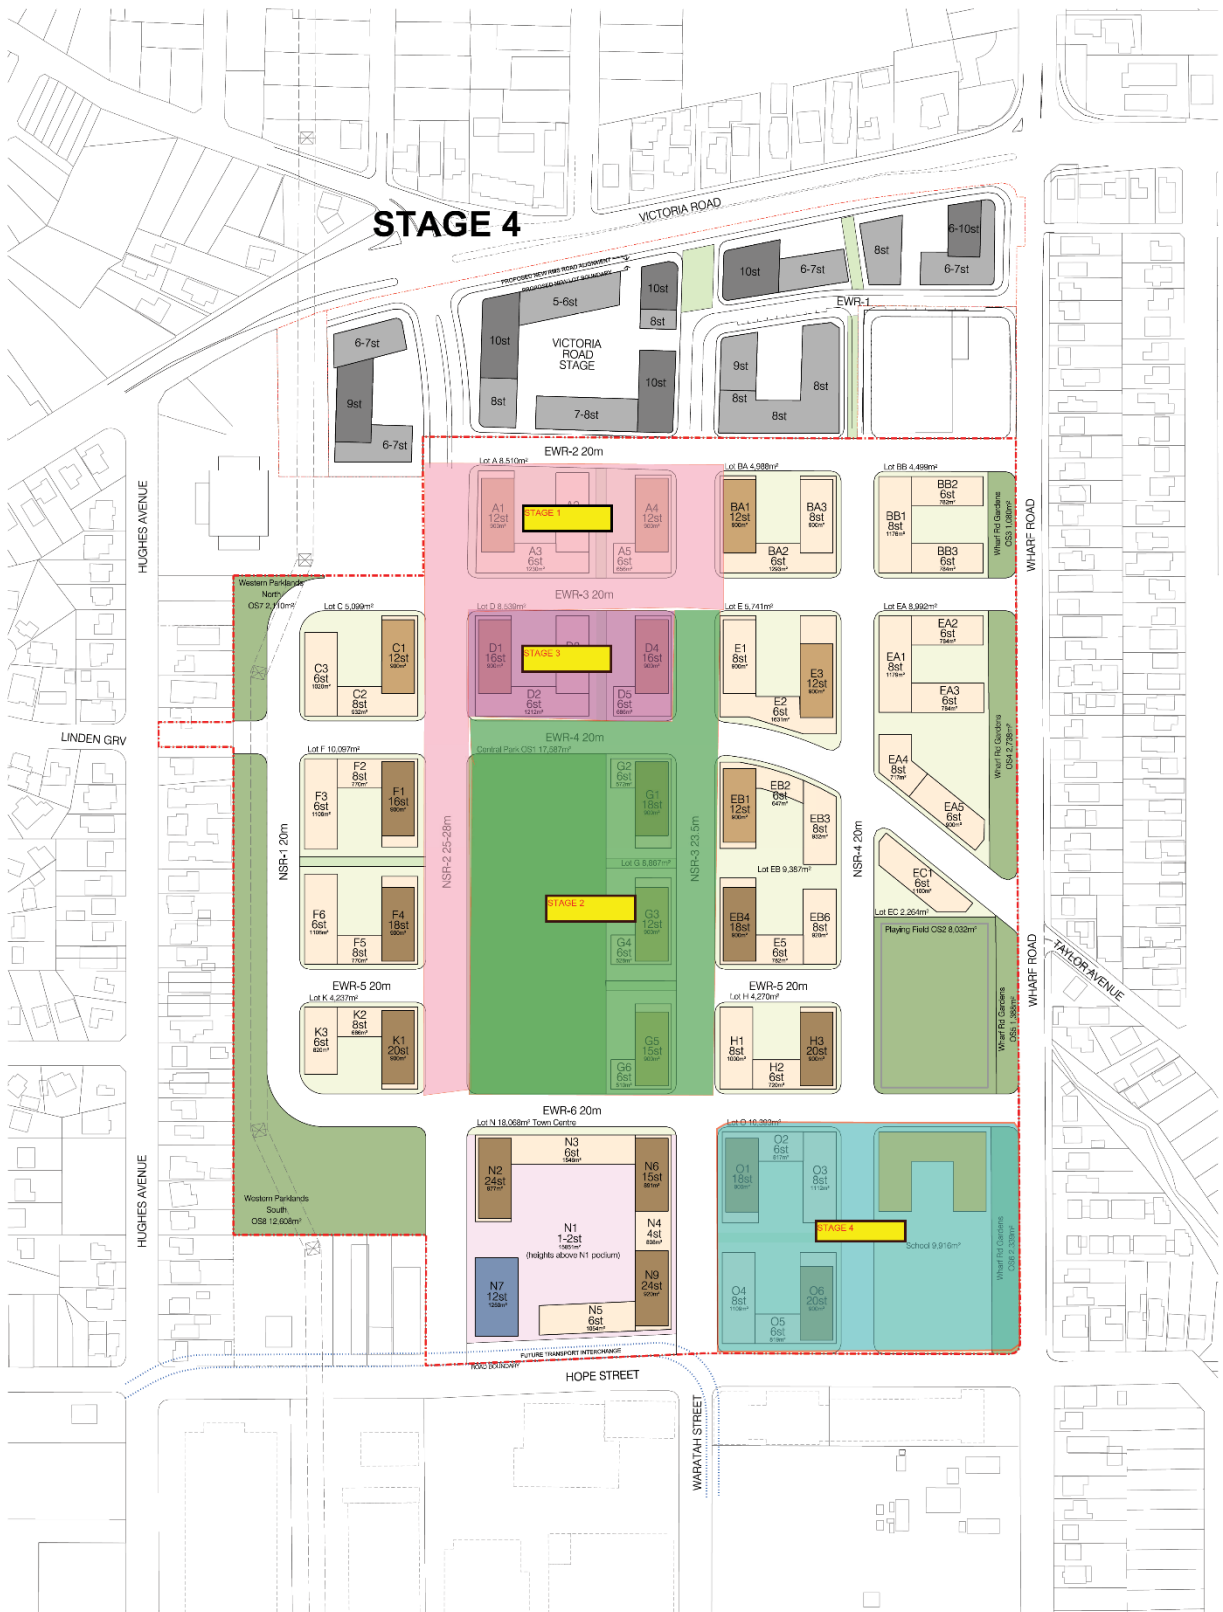 STAGE 4
VICTORIA ROAD
PROPOSED NEW RMS ROAD ALIGNMENT
PROPOSED NEW LOT BOUNDARY
6-10st
8st
6-7st
10st
6-7st
10st
8st
5-6st
EWR-1
10st
VICTORIA
ROAD
STAGE
6-7st
9st
8st
8st
10st
9st
8st
8st
7-8st
6-7st
EWR-2 20m
Lot A 8,510m²
Lot BA 4,988m²
Lot BB 4,499m²
HUGHES AVENUE
WHARF ROAD
A1
12st
STAGE 1
A4
12st
A3
6st
A5
6st
BA1
12st
BA3
8st
BA2
6st
BB2
6st
BB1
8st
BB3
6st
Wharf Rd Gardens
OS3 1,080m²
Western Parklands
North
OS7 2,110m²
EWR-3 20m
Lot C 5,099m²
Lot D 8,539m²
Lot E 5,741m²
Lot EA 8,992m²
C3
6st
C1
12st
C2
8st
D1
16st
STAGE 3
D4
16st
D2
6st
D5
6st
E1
8st
E3
12st
E2
6st
EA2
6st
EA1
8st
EA3
6st
EA4
8st
EA5
6st
Wharf Rd Gardens
OS4 2,738m²
LINDEN GRV
EWR-4 20m
Lot F 10,097m²
Central Park OS1 17,587m²
F2
8st
F3
6st
F1
16st
G2
6st
G1
18st
EB1
12st
EB2
6st
EB3
8st
NSR-1 20m
NSR-2 25-28m
NSR-3 23.5m
NSR-4 20m
Lot G 8,867m²
Lot EB 9,387m²
EC1
6st
Lot EC 2,264m²
F6
6st
F4
18st
F5
8st
STAGE 2
G3
12st
G4
6st
EB4
18st
EB6
8st
E5
6st
Playing Field OS2 8,032m²
TAYLOR AVENUE
WHARF ROAD
EWR-5 20m
EWR-5 20m
Lot K 4,237m²
Lot H 4,270m²
K3
6st
K2
8st
K1
20st
G5
15st
G6
6st
H1
8st
H3
20st
H2
6st
Wharf Rd Gardens
EWR-6 20m
Lot N 18,068m² Town Centre
N3
6st
N2
24st
N6
15st
N4
4st
N1
1-2st
(heights above N1 podium)
N9
24st
N7
12st
N5
6st
O2
6st
O1
18st
O3
8st
STAGE 4
School 9,916m²
O4
8st
O6
20st
O5
6st
Wharf Rd Gardens
HUGHES AVENUE
Western Parklands
South
OS8 12,608m²
FUTURE TRANSPORT INTERCHANGE
ROAD BOUNDARY
HOPE STREET
WARATAH STREET